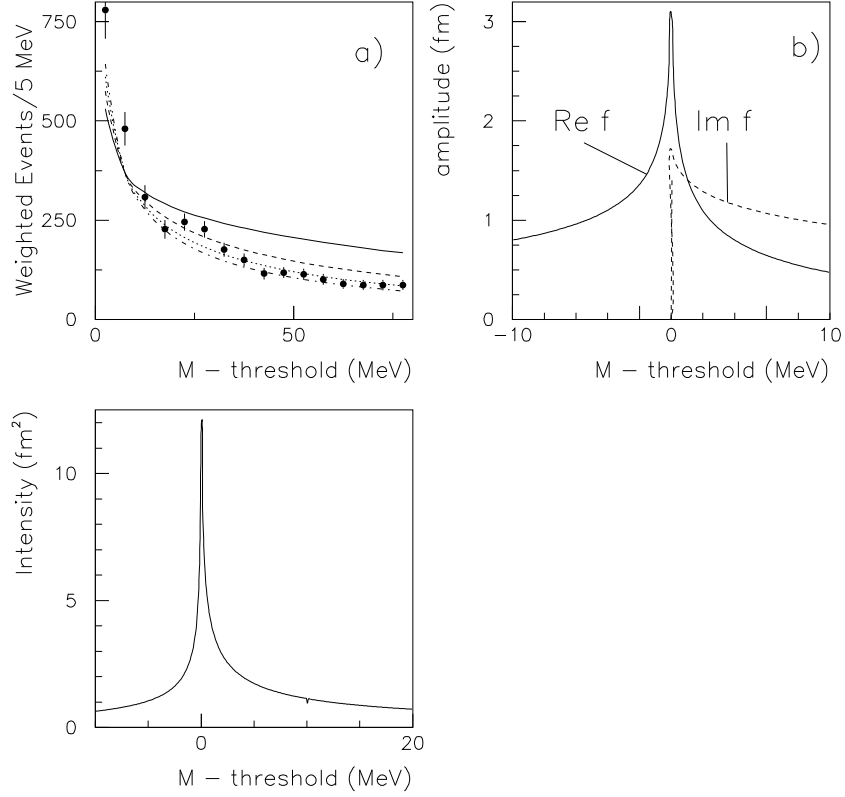 Weighted Events/5 MeV
750
500
250
0
0
50
M − threshold (MeV)
a)
amplitude (fm)
3
2
1
0
−10
0
10
M − threshold (MeV)
b)
Re f
Im f
Intensity (fm²)
10
5
0
0
20
M − threshold (MeV)